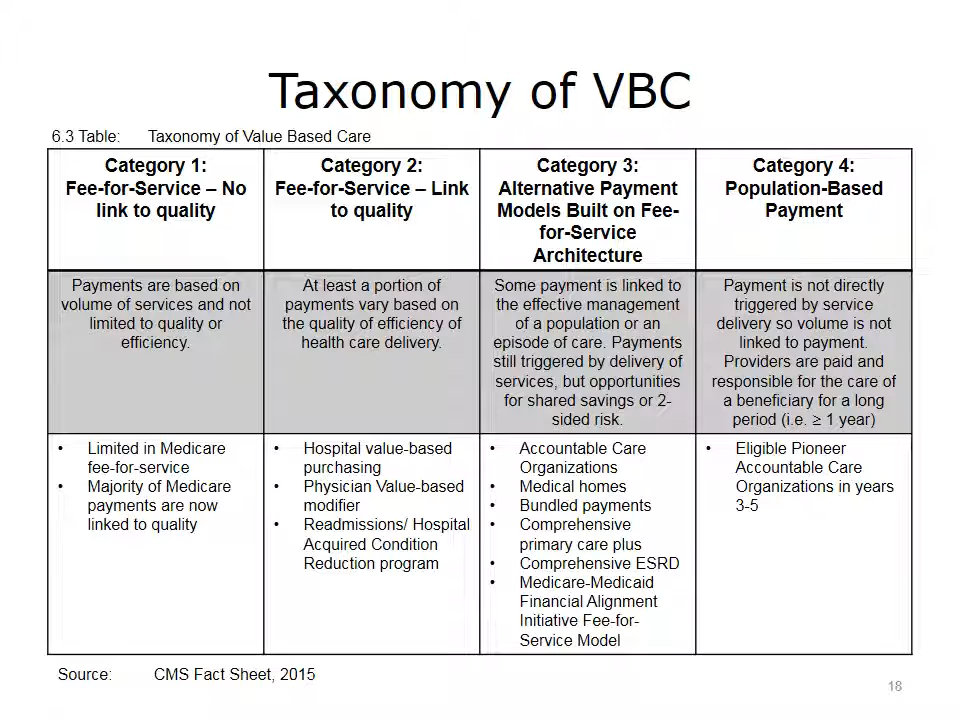 Taxonomy of VBC
6.3 Table: Taxonomy of Value Based Care
Category 1:
Fee-for-Service – No
link to quality
Category 2:
Fee-for-Service – Link
to quality
Category 3:
Alternative Payment
Models Built on Fee-
for-Service
Architecture
Category 4:
Population-Based
Payment
Payments are based on
volume of services and not
limited to quality or
efficiency.
At least a portion of
payments vary based on
the quality of efficiency of
health care delivery.
Some payment is linked to
the effective management
of a population or an
episode of care. Payments
still triggered by delivery of
services, but opportunities
for shared savings or 2-
sided risk.
Payment is not directly
triggered by service
delivery so volume is not
linked to payment.
Providers are paid and
responsible for the care of
a beneficiary for a long
period (i.e. ≥ 1 year)
• Limited in Medicare
fee-for-service
• Majority of Medicare
payments are now
linked to quality
• Hospital value-based
purchasing
• Physician Value-based
modifier
• Readmissions/ Hospital
Acquired Condition
Reduction program
• Accountable Care
Organizations
• Medical homes
• Bundled payments
• Comprehensive
primary care plus
• Comprehensive ESRD
• Medicare-Medicaid
Financial Alignment
Initiative Fee-for-
Service Model
• Eligible Pioneer
Accountable Care
Organizations in years
3-5
Source: CMS Fact Sheet, 2015
18